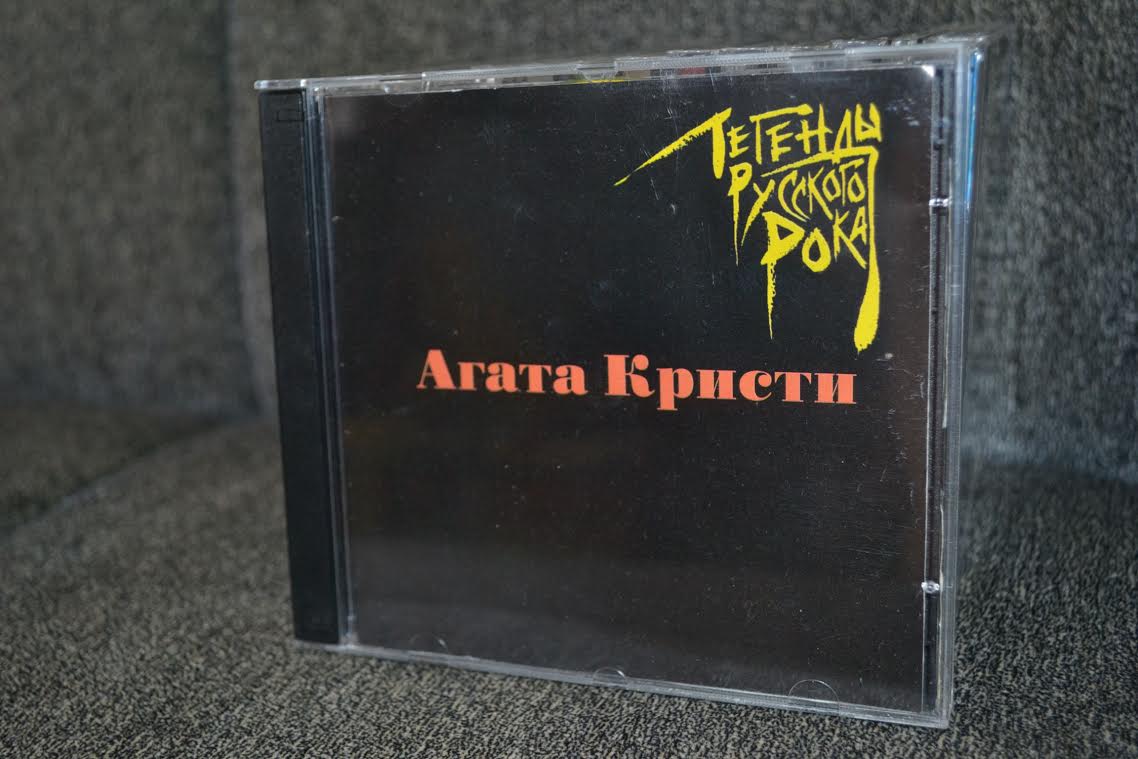 Легенды
Русского
Рока
Агата Кристи